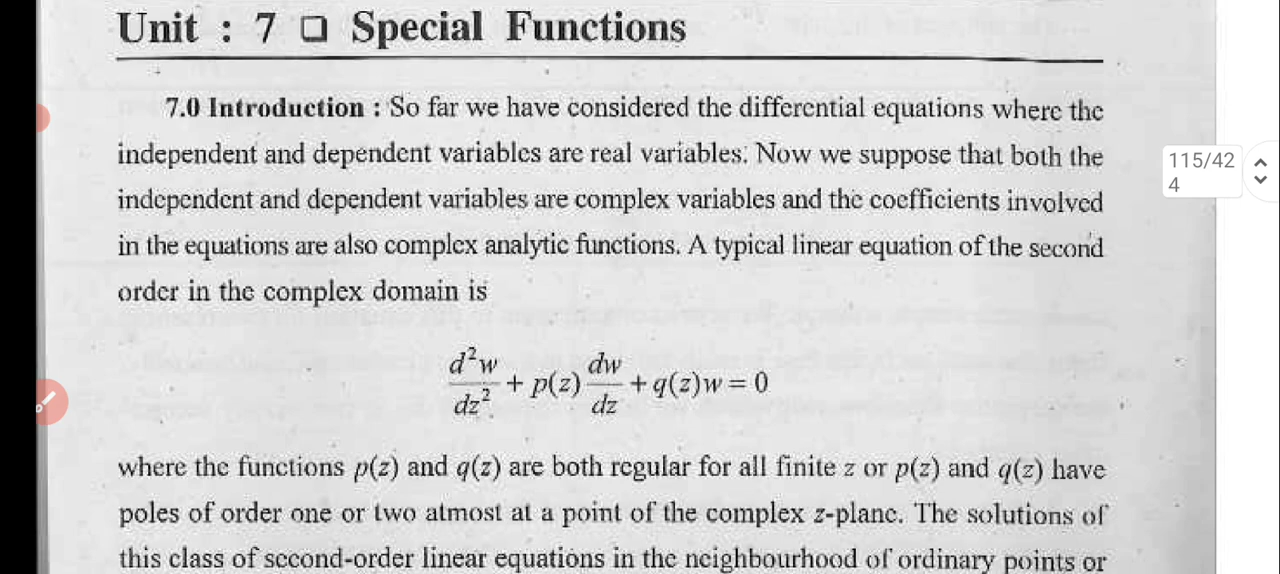 Unit : 7 □ Special Functions
7.0 Introduction : So far we have considered the differential equations where the
independent and dependent variables are real variables. Now we suppose that both the
independent and dependent variables are complex variables and the coefficients involved
in the equations are also complex analytic functions. A typical linear equation of the second
order in the complex domain is
d²w/dz² + p(z) dw/dz + q(z)w = 0
where the functions p(z) and q(z) are both regular for all finite z or p(z) and q(z) have
poles of order one or two atmost at a point of the complex z-plane. The solutions of
this class of second-order linear equations in the neighbourhood of ordinary points or
115/42
4